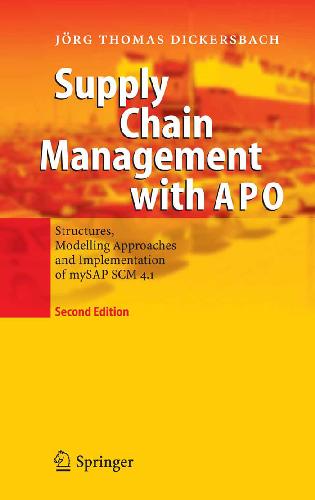 JÖRG THOMAS DICKERSBACH
Supply
Chain
Management
with APO
Structures,
Modelling Approaches
and Implementation
of mySAP SCM 4.1
Second Edition
Springer